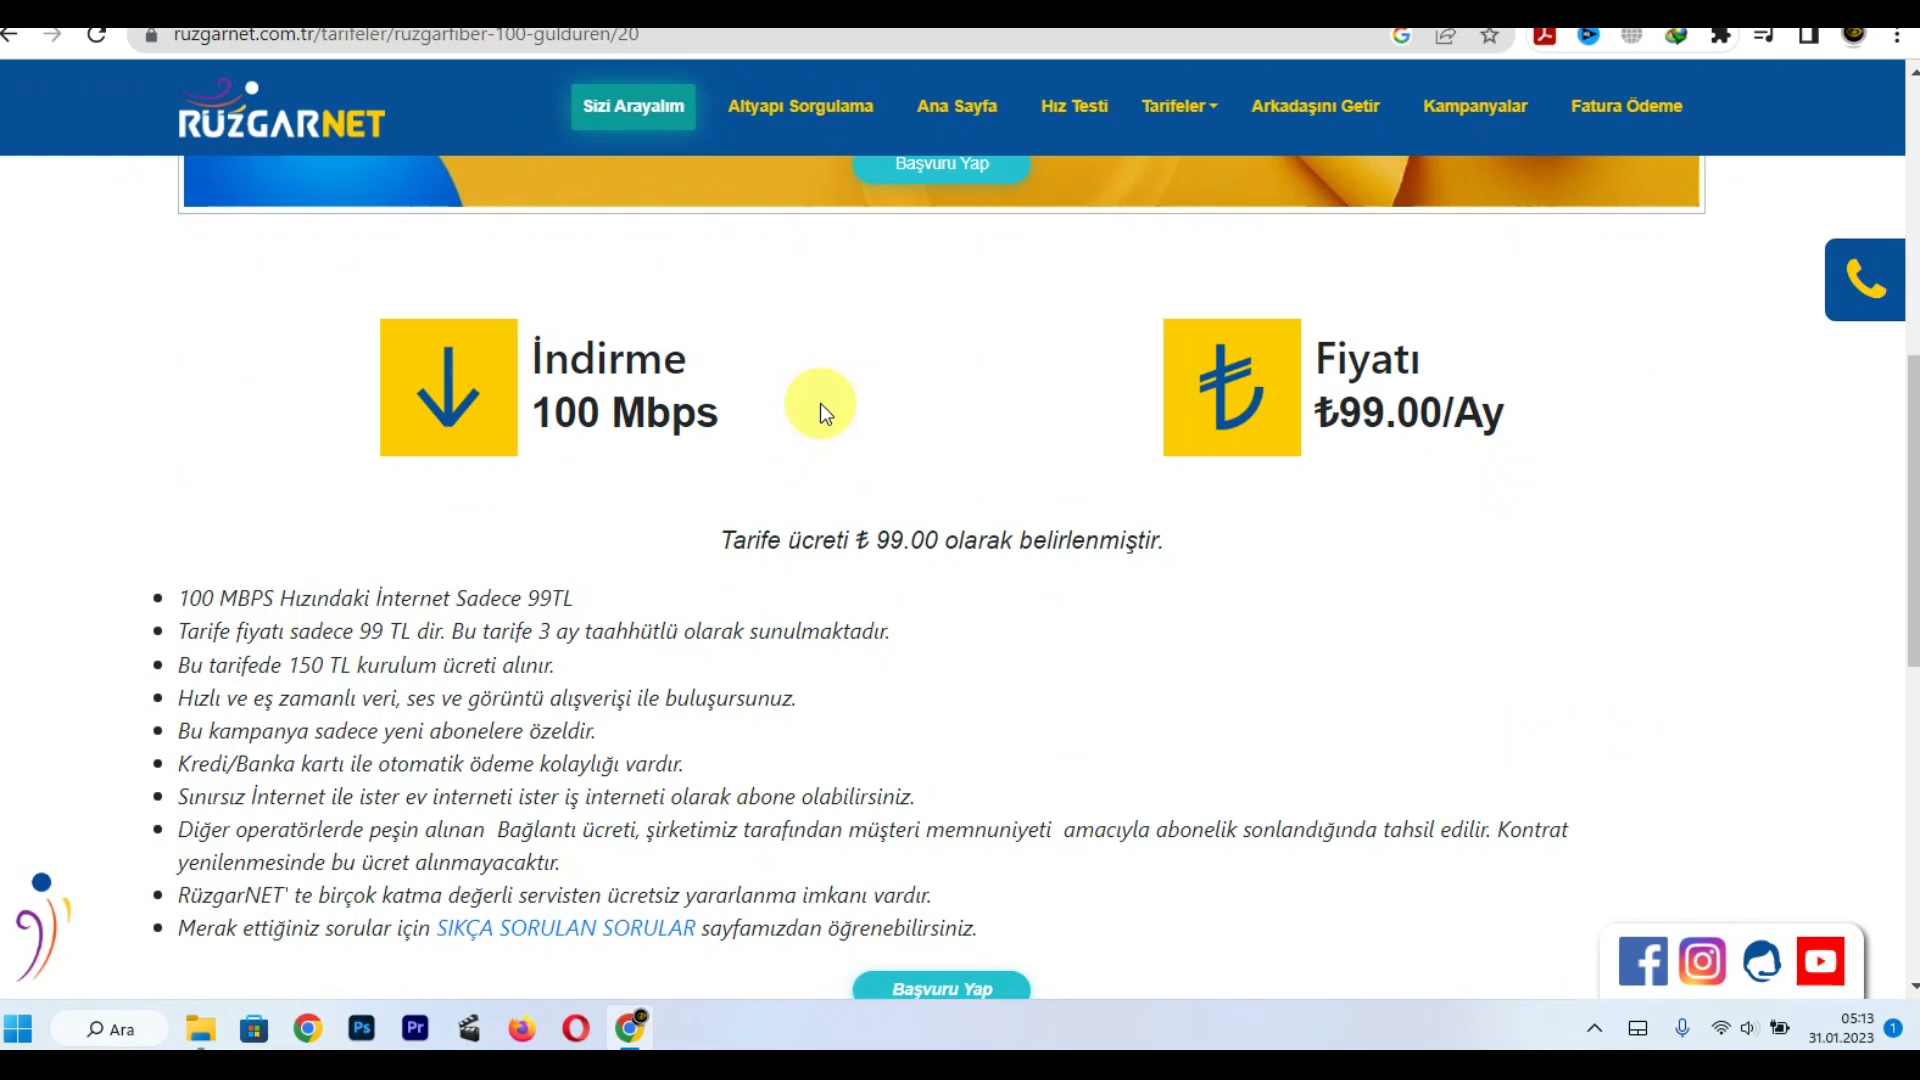 ruzgarnet.com.tr/tarifeler/ruzgarfiber-100-gulduren/20
RÜZGARNET
Sizi Arayalım
Altyapı Sorgulama
Ana Sayfa
Hız Testi
Tarifeler
Arkadaşını Getir
Kampanyalar
Fatura Ödeme
Başvuru Yap
İndirme
100 Mbps
Fiyatı
₺99.00/Ay
Tarife ücreti ₺ 99.00 olarak belirlenmiştir.
100 MBPS Hızındaki İnternet Sadece 99TL
Tarife fiyatı sadece 99 TL dir. Bu tarife 3 ay taahhütlü olarak sunulmaktadır.
Bu tarifede 150 TL kurulum ücreti alınır.
Hızlı ve eş zamanlı veri, ses ve görüntü alışverişi ile buluşursunuz.
Bu kampanya sadece yeni abonelere özeldir.
Kredi/Banka kartı ile otomatik ödeme kolaylığı vardır.
Sınırsız İnternet ile ister ev interneti ister iş interneti olarak abone olabilirsiniz.
Diğer operatörlerde peşin alınan Bağlantı ücreti, şirketimiz tarafından müşteri memnuniyeti amacıyla abonelik sonlandığında tahsil edilir. Kontrat
yenilenmesinde bu ücret alınmayacaktır.
RüzgarNET' te birçok katma değerli servisten ücretsiz yararlanma imkanı vardır.
Merak ettiğiniz sorular için SIKÇA SORULAN SORULAR sayfamızdan öğrenebilirsiniz.
Başvuru Yap
Ara
Ps
Pr
05:13
31.01.2023
1